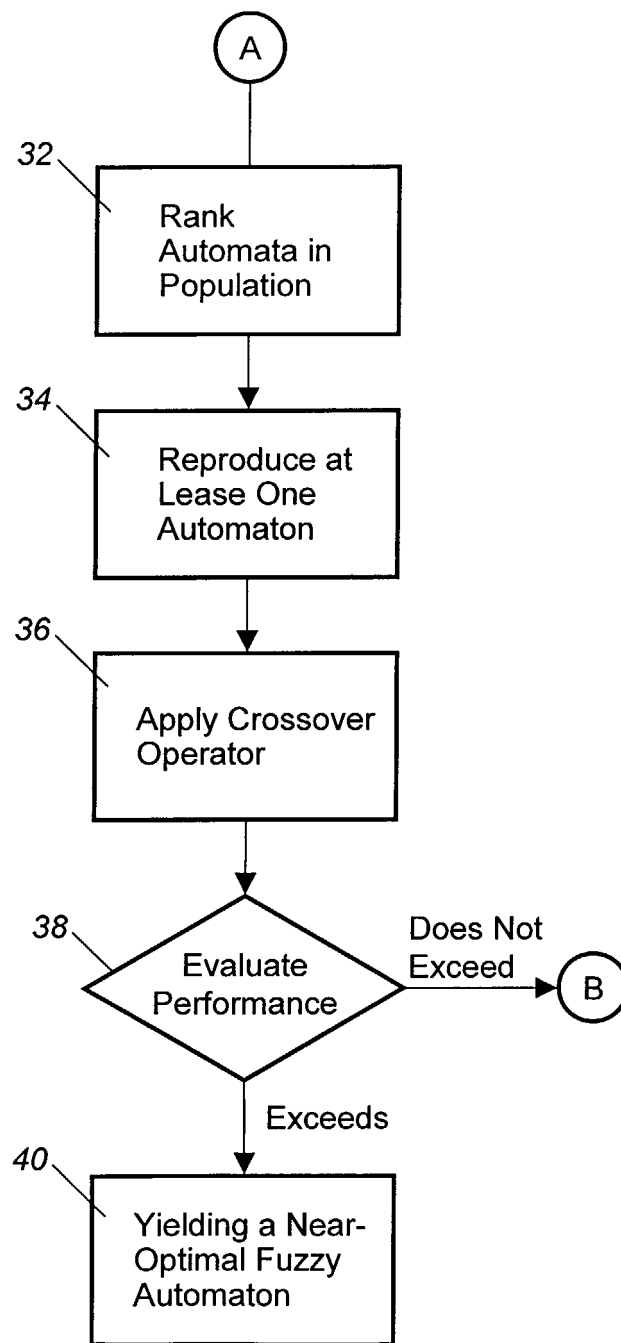 A
32
Rank
Automata in
Population
34
Reproduce at
Lease One
Automaton
36
Apply Crossover
Operator
38
Evaluate
Performance
Does Not
Exceed
B
Exceeds
40
Yielding a Near-
Optimal Fuzzy
Automaton